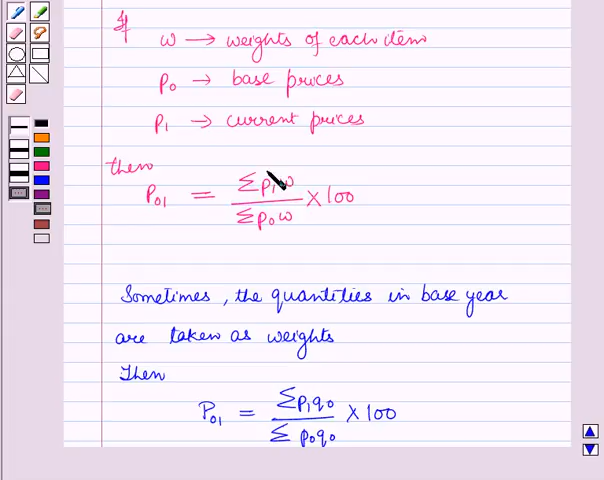 If
w → weights of each item
p₀ → base prices
p₁ → current prices
then
P₀₁ = Σp₁w / Σp₀w × 100
Sometimes, the quantities in base year
are taken as weights
Then
P₀₁ = Σp₁q₀ / Σp₀q₀ × 100